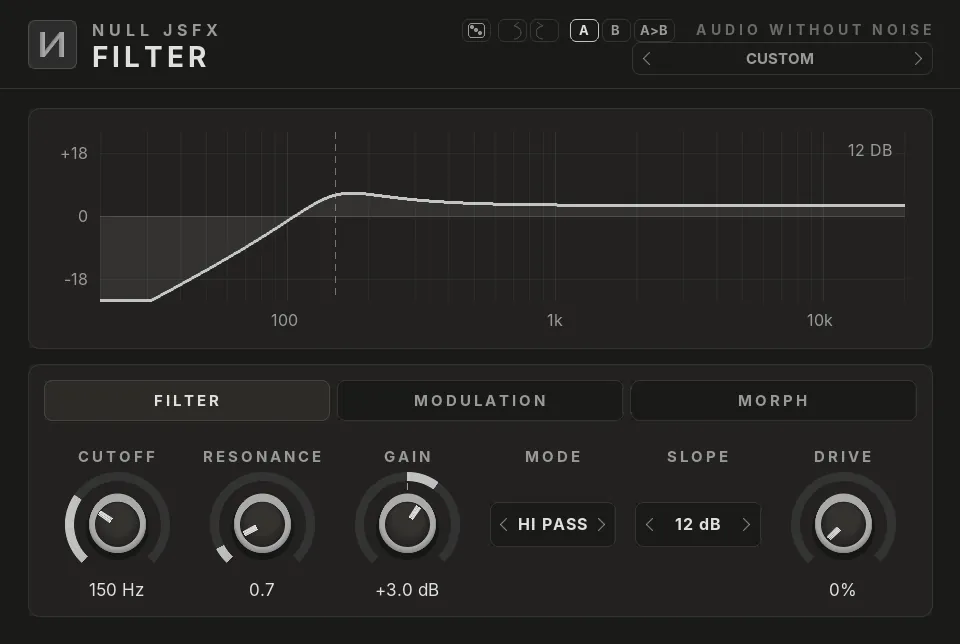 NULL JSFX
FILTER
A B A>B
AUDIO WITHOUT NOISE
CUSTOM
+18
12 DB
0
-18
100 1k 10k
FILTER MODULATION MORPH
CUTOFF RESONANCE GAIN MODE SLOPE DRIVE
HI PASS 12 dB
150 Hz 0.7 +3.0 dB 0%